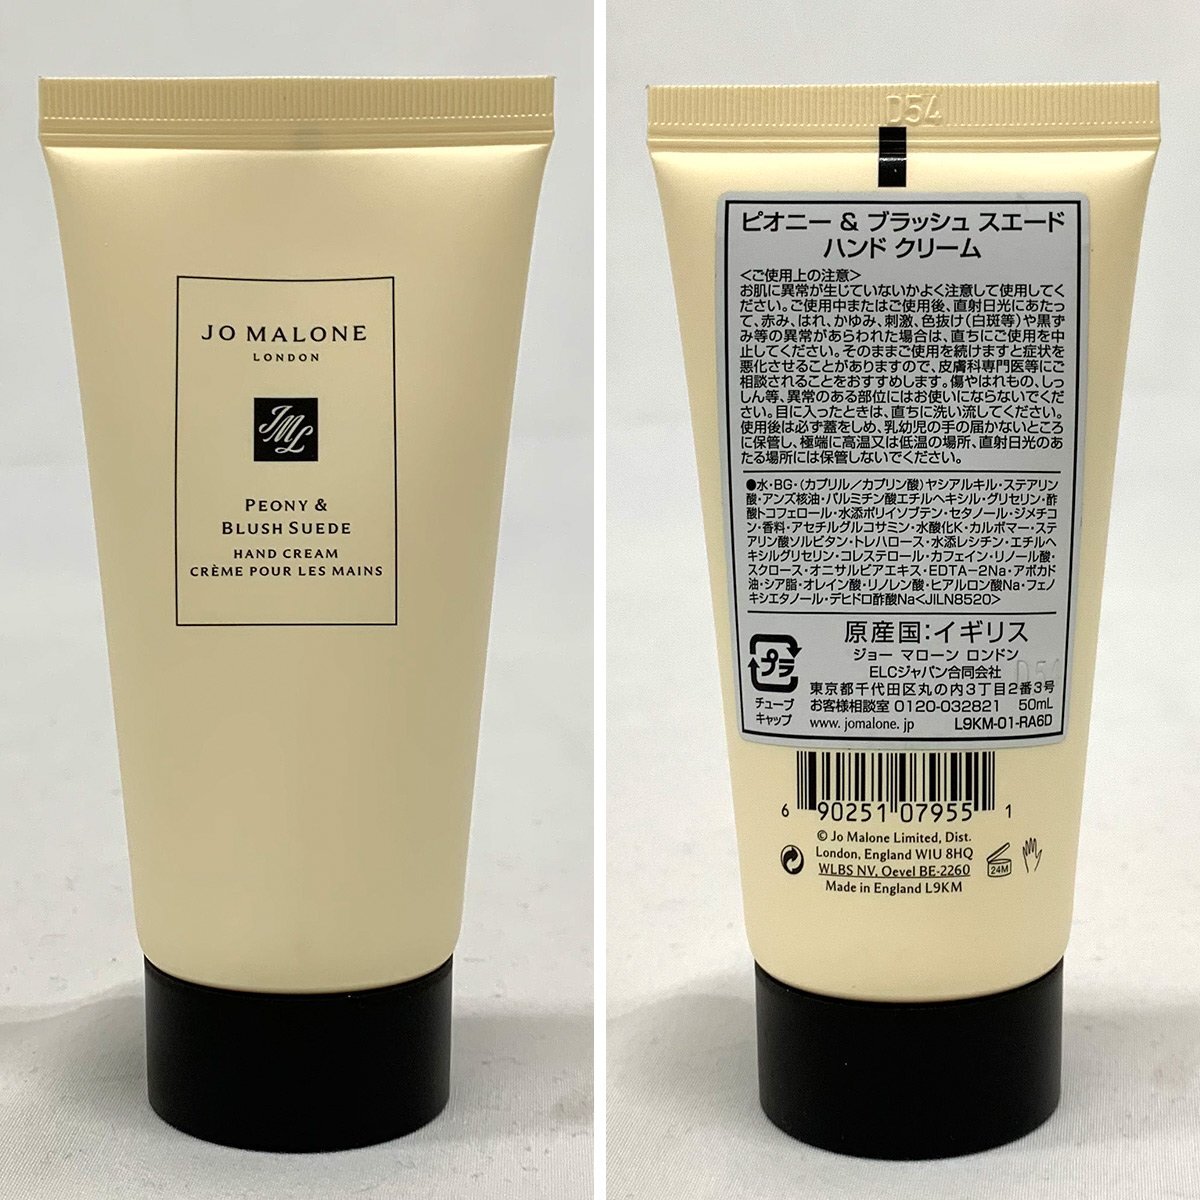 JO MALONE
LONDON
JML
PEONY &
BLUSH SUEDE
HAND CREAM
CRÈME POUR LES MAINS
D54
ピオニー & ブラッシュ スエード
ハンド クリーム
<ご使用上の注意>
お肌に異常が生じていないかよく注意して使用してく
ださい。ご使用中またはご使用後、直射日光にあたっ
て、赤み、はれ、かゆみ、刺激、色抜け(白斑等)や黒ず
み等の異常があらわれた場合は、直ちにご使用を中
止してください。そのままご使用を続けますと症状を
悪化させることがありますので、皮膚科専門医等にご
相談されることをおすすめします。傷やはれもの、しっ
しん等、異常のある部位にはお使いにならないでくだ
さい。目に入ったときは、直ちに洗い流してください。
使用後は必ず蓋をしめ、乳幼児の手の届かないところ
に保管し、極端に高温又は低温の場所、直射日光のあ
たる場所には保管しないでください。
●水・BG・(カプリル/カプリン酸)ヤシアルキル・ステアリン
酸・アンズ核油・パルミチン酸エチルヘキシル・グリセリン・酢
酸トコフェロール・水添ポリイソブテン・セタノール・ジメチコ
ン・香料・アセチルグルコサミン・水酸化K・カルボマー・ステ
アリン酸ソルビタン・トレハロース・水添レシチン・エチルヘ
キシルグリセリン・コレステロール・カフェイン・リノール酸・
スクロース・オニサルビアエキス・EDTA-2Na・アボカド
油・シア脂・オレイン酸・リノレン酸・ヒアルロン酸Na・フェノ
キシエタノール・デヒドロ酢酸Na<JILN8520>
原産国:イギリス
ジョー マローン ロンドン
ELCジャパン合同会社
D54
東京都千代田区丸の内3丁目2番3号
お客様相談室 0120-032821 50mL
www. jomalone. jp L9KM-01-RA6D
プラ
チューブ
キャップ
6 90251 07955 1
© Jo Malone Limited, Dist.
London, England W1U 8HQ
WLBS NV, Oevel BE-2260
Made in England L9KM
24M